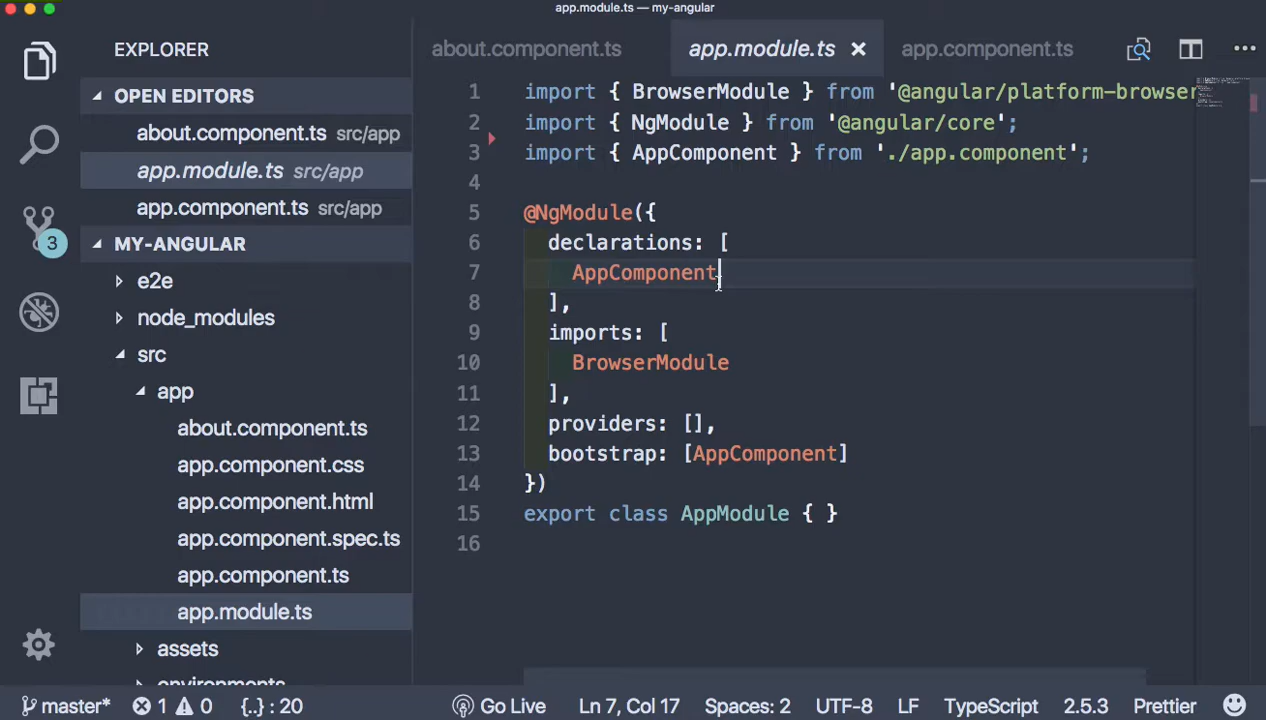 app.module.ts — my-angular
EXPLORER
OPEN EDITORS
about.component.ts src/app
app.module.ts src/app
app.component.ts src/app
3
MY-ANGULAR
e2e
node_modules
src
app
about.component.ts
app.component.css
app.component.html
app.component.spec.ts
app.component.ts
app.module.ts
assets
environments
about.component.ts app.module.ts × app.component.ts
1 import { BrowserModule } from '@angular/platform-browser
2 import { NgModule } from '@angular/core';
3 import { AppComponent } from './app.component';
4
5 @NgModule({
6 declarations: [
7 AppComponent
8 ],
9 imports: [
10 BrowserModule
11 ],
12 providers: [],
13 bootstrap: [AppComponent]
14 })
15 export class AppModule { }
16
master* 1 0 {..} : 20 Go Live Ln 7, Col 17 Spaces: 2 UTF-8 LF TypeScript 2.5.3 Prettier